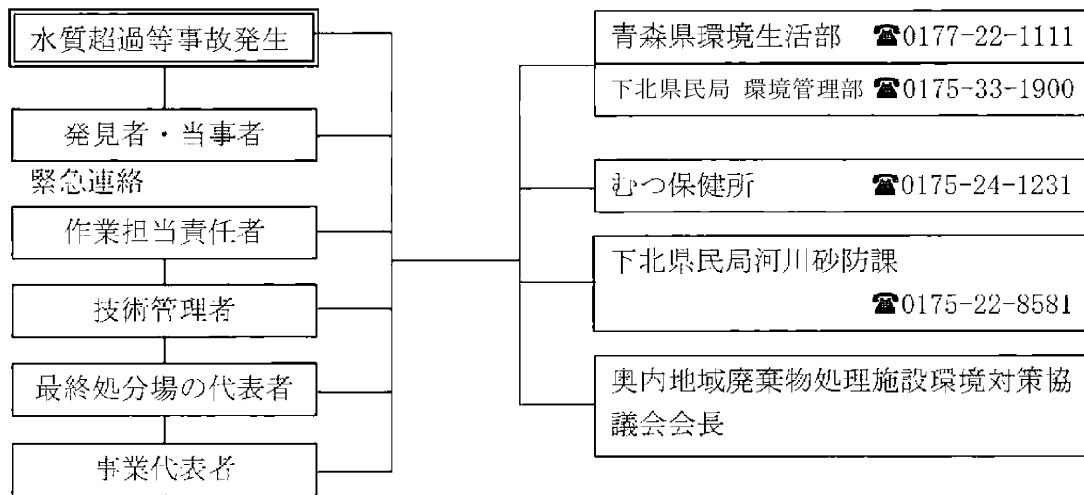 水質超過等事故発生
発見者・当事者
緊急連絡
作業担当責任者
技術管理者
最終処分場の代表者
事業代表者
青森県環境生活部 ☎0177-22-1111
下北県民局 環境管理部 ☎0175-33-1900
むつ保健所 ☎0175-24-1231
下北県民局河川砂防課
☎0175-22-8581
奥内地域廃棄物処理施設環境対策協
議会会長